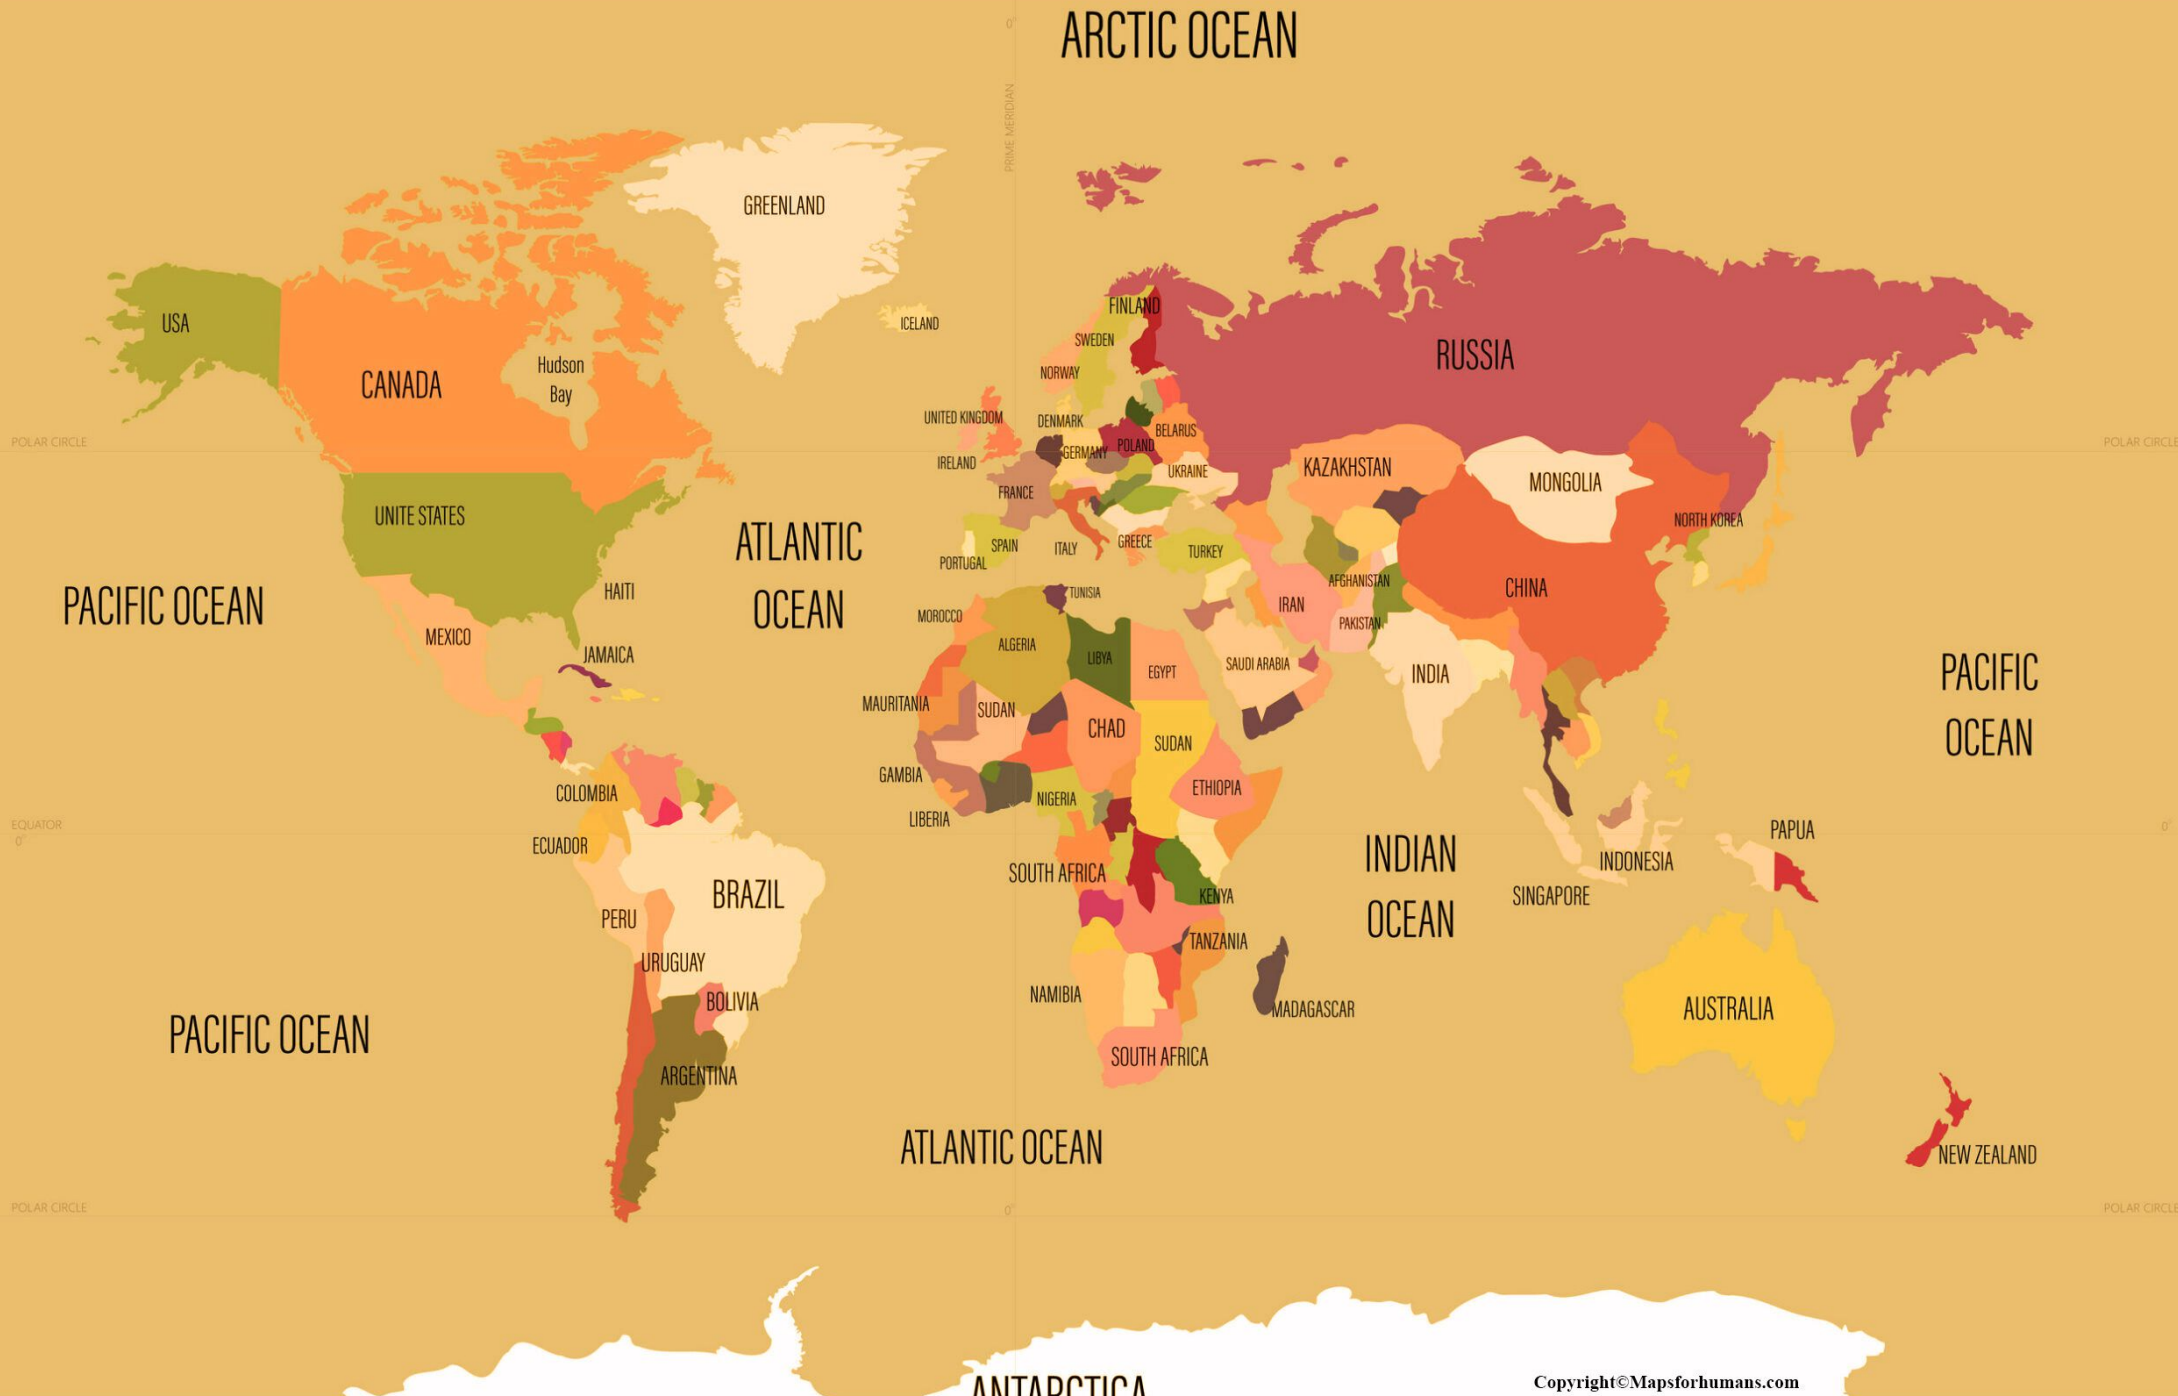 0°
ARCTIC OCEAN
PRIME MERIDIAN
GREENLAND
USA
ICELAND
FINLAND
SWEDEN
RUSSIA
Hudson
Bay
CANADA
NORWAY
UNITED KINGDOM
DENMARK
BELARUS
POLAR CIRCLE
POLAR CIRCLE
POLAND
GERMANY
IRELAND
UKRAINE
KAZAKHSTAN
MONGOLIA
FRANCE
UNITE STATES
NORTH KOREA
ATLANTIC
OCEAN
SPAIN
ITALY
GREECE
TURKEY
PORTUGAL
AFGHANISTAN
CHINA
HAITI
TUNISIA
PACIFIC OCEAN
IRAN
MOROCCO
PAKISTAN
MEXICO
ALGERIA
JAMAICA
LIBYA
EGYPT
SAUDI ARABIA
INDIA
PACIFIC
OCEAN
MAURITANIA
SUDAN
CHAD
SUDAN
GAMBIA
ETHIOPIA
COLOMBIA
NIGERIA
LIBERIA
EQUATOR
0°
0°
PAPUA
ECUADOR
INDIAN
OCEAN
INDONESIA
SOUTH AFRICA
BRAZIL
KENYA
SINGAPORE
PERU
TANZANIA
URUGUAY
NAMIBIA
BOLIVIA
MADAGASCAR
AUSTRALIA
PACIFIC OCEAN
SOUTH AFRICA
ARGENTINA
ATLANTIC OCEAN
NEW ZEALAND
POLAR CIRCLE
0°
POLAR CIRCLE
ANTARCTICA
Copyright©Mapsforhumans.com